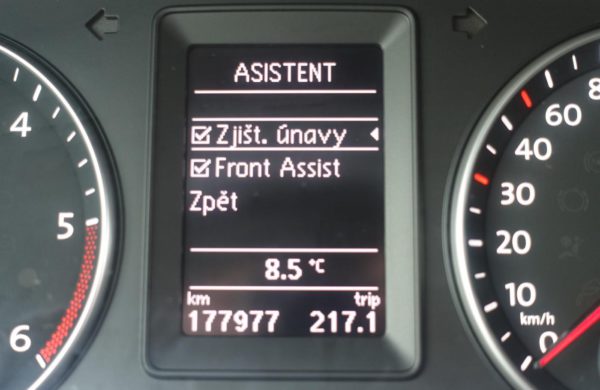 ASISTENT
Zjišt. únavy
Front Assist
Zpět
8.5 °C
km trip
177977 217.1
4
5
6
8
60
40
30
20
10
km/h
0